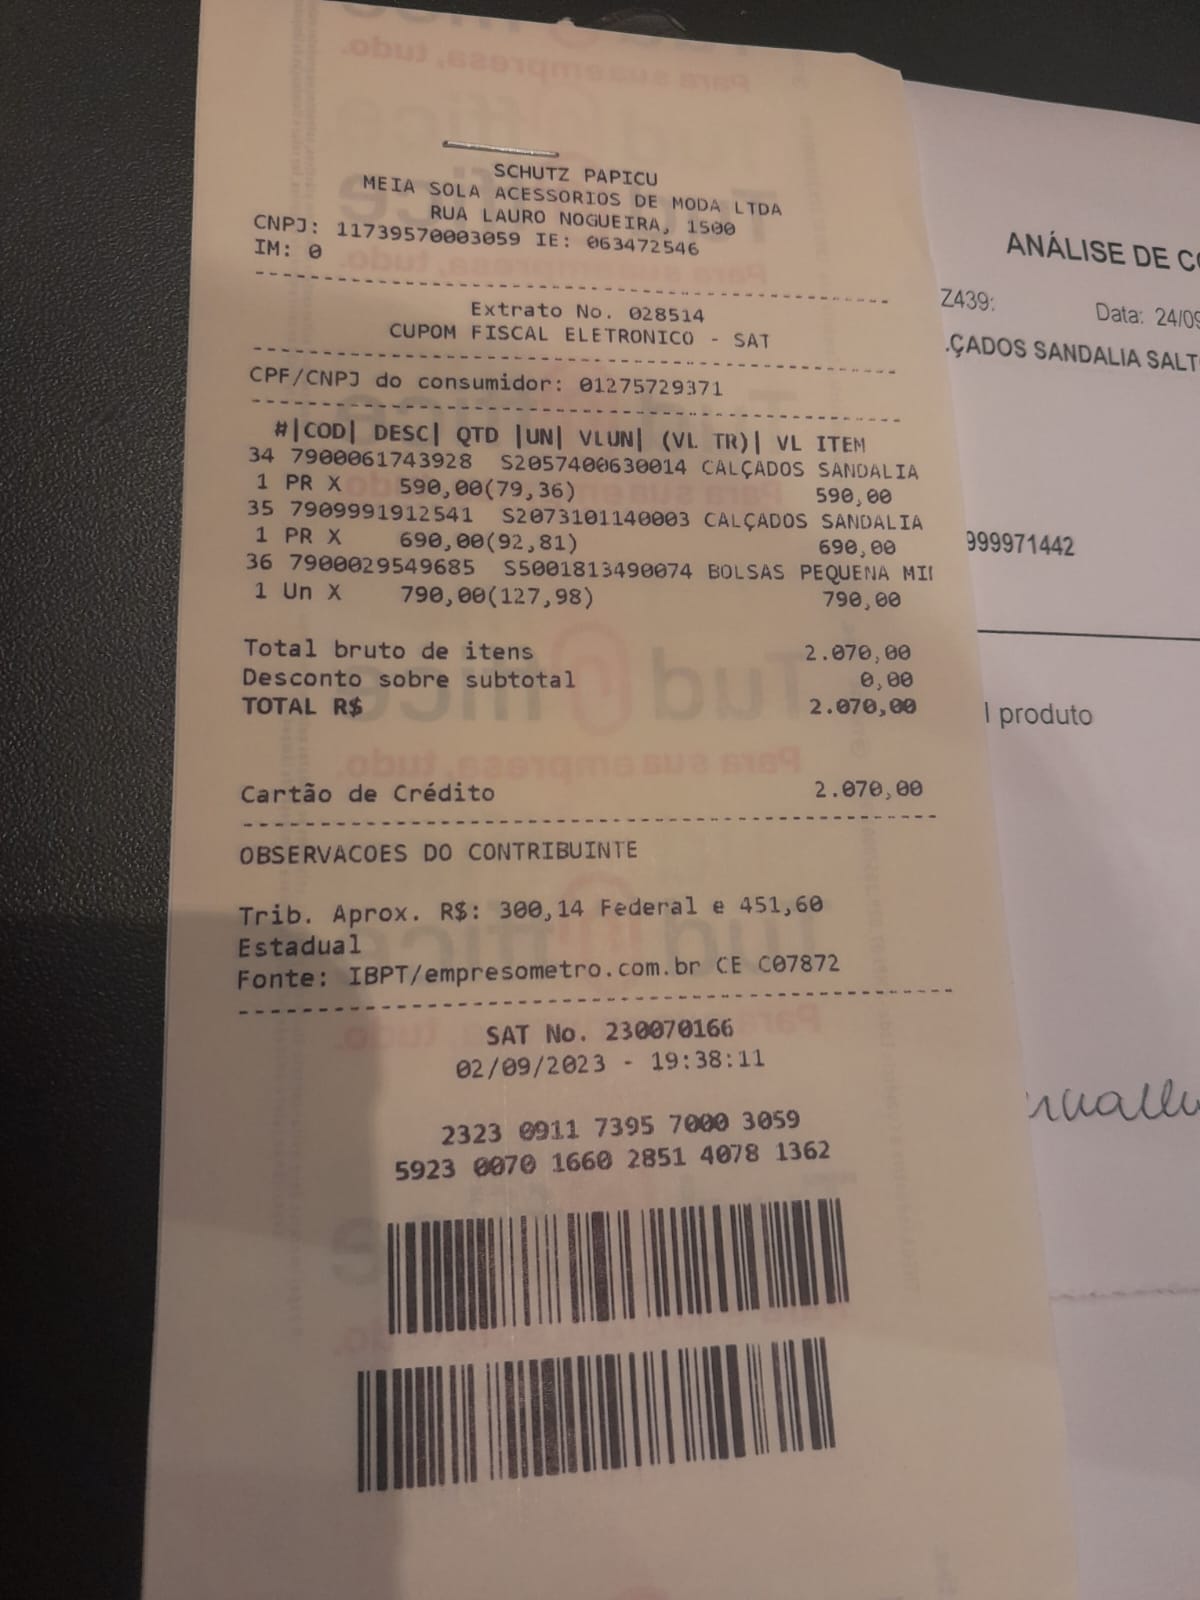 SCHUTZ PAPICU
MEIA SOLA ACESSORIOS DE MODA LTDA
RUA LAURO NOGUEIRA, 1500
CNPJ: 11739570003059 IE: 063472546
IM: 0
Extrato No. 028514
CUPOM FISCAL ELETRONICO - SAT
CPF/CNPJ do consumidor: 01275729371
#|COD| DESC| QTD |UN| VLUN| (VL TR)| VL ITEM
34 7900061743928 S2057400630014 CALÇADOS SANDALIA
1 PR X 590,00(79,36) 590,00
35 7909991912541 S2073101140003 CALÇADOS SANDALIA
1 PR X 690,00(92,81) 690,00
36 7900029549685 S5001813490074 BOLSAS PEQUENA MII
1 Un X 790,00(127,98) 790,00
Total bruto de itens 2.070,00
Desconto sobre subtotal 0,00
TOTAL R$ 2.070,00
Cartão de Crédito 2.070,00
OBSERVACOES DO CONTRIBUINTE
Trib. Aprox. R$: 300,14 Federal e 451,60
Estadual
Fonte: IBPT/empresometro.com.br CE C07872
SAT No. 230070166
02/09/2023 - 19:38:11
2323 0911 7395 7000 3059
5923 0070 1660 2851 4078 1362
ANÁLISE DE CO
Z439:
Data: 24/09
ÇADOS SANDALIA SALT
999971442
l produto